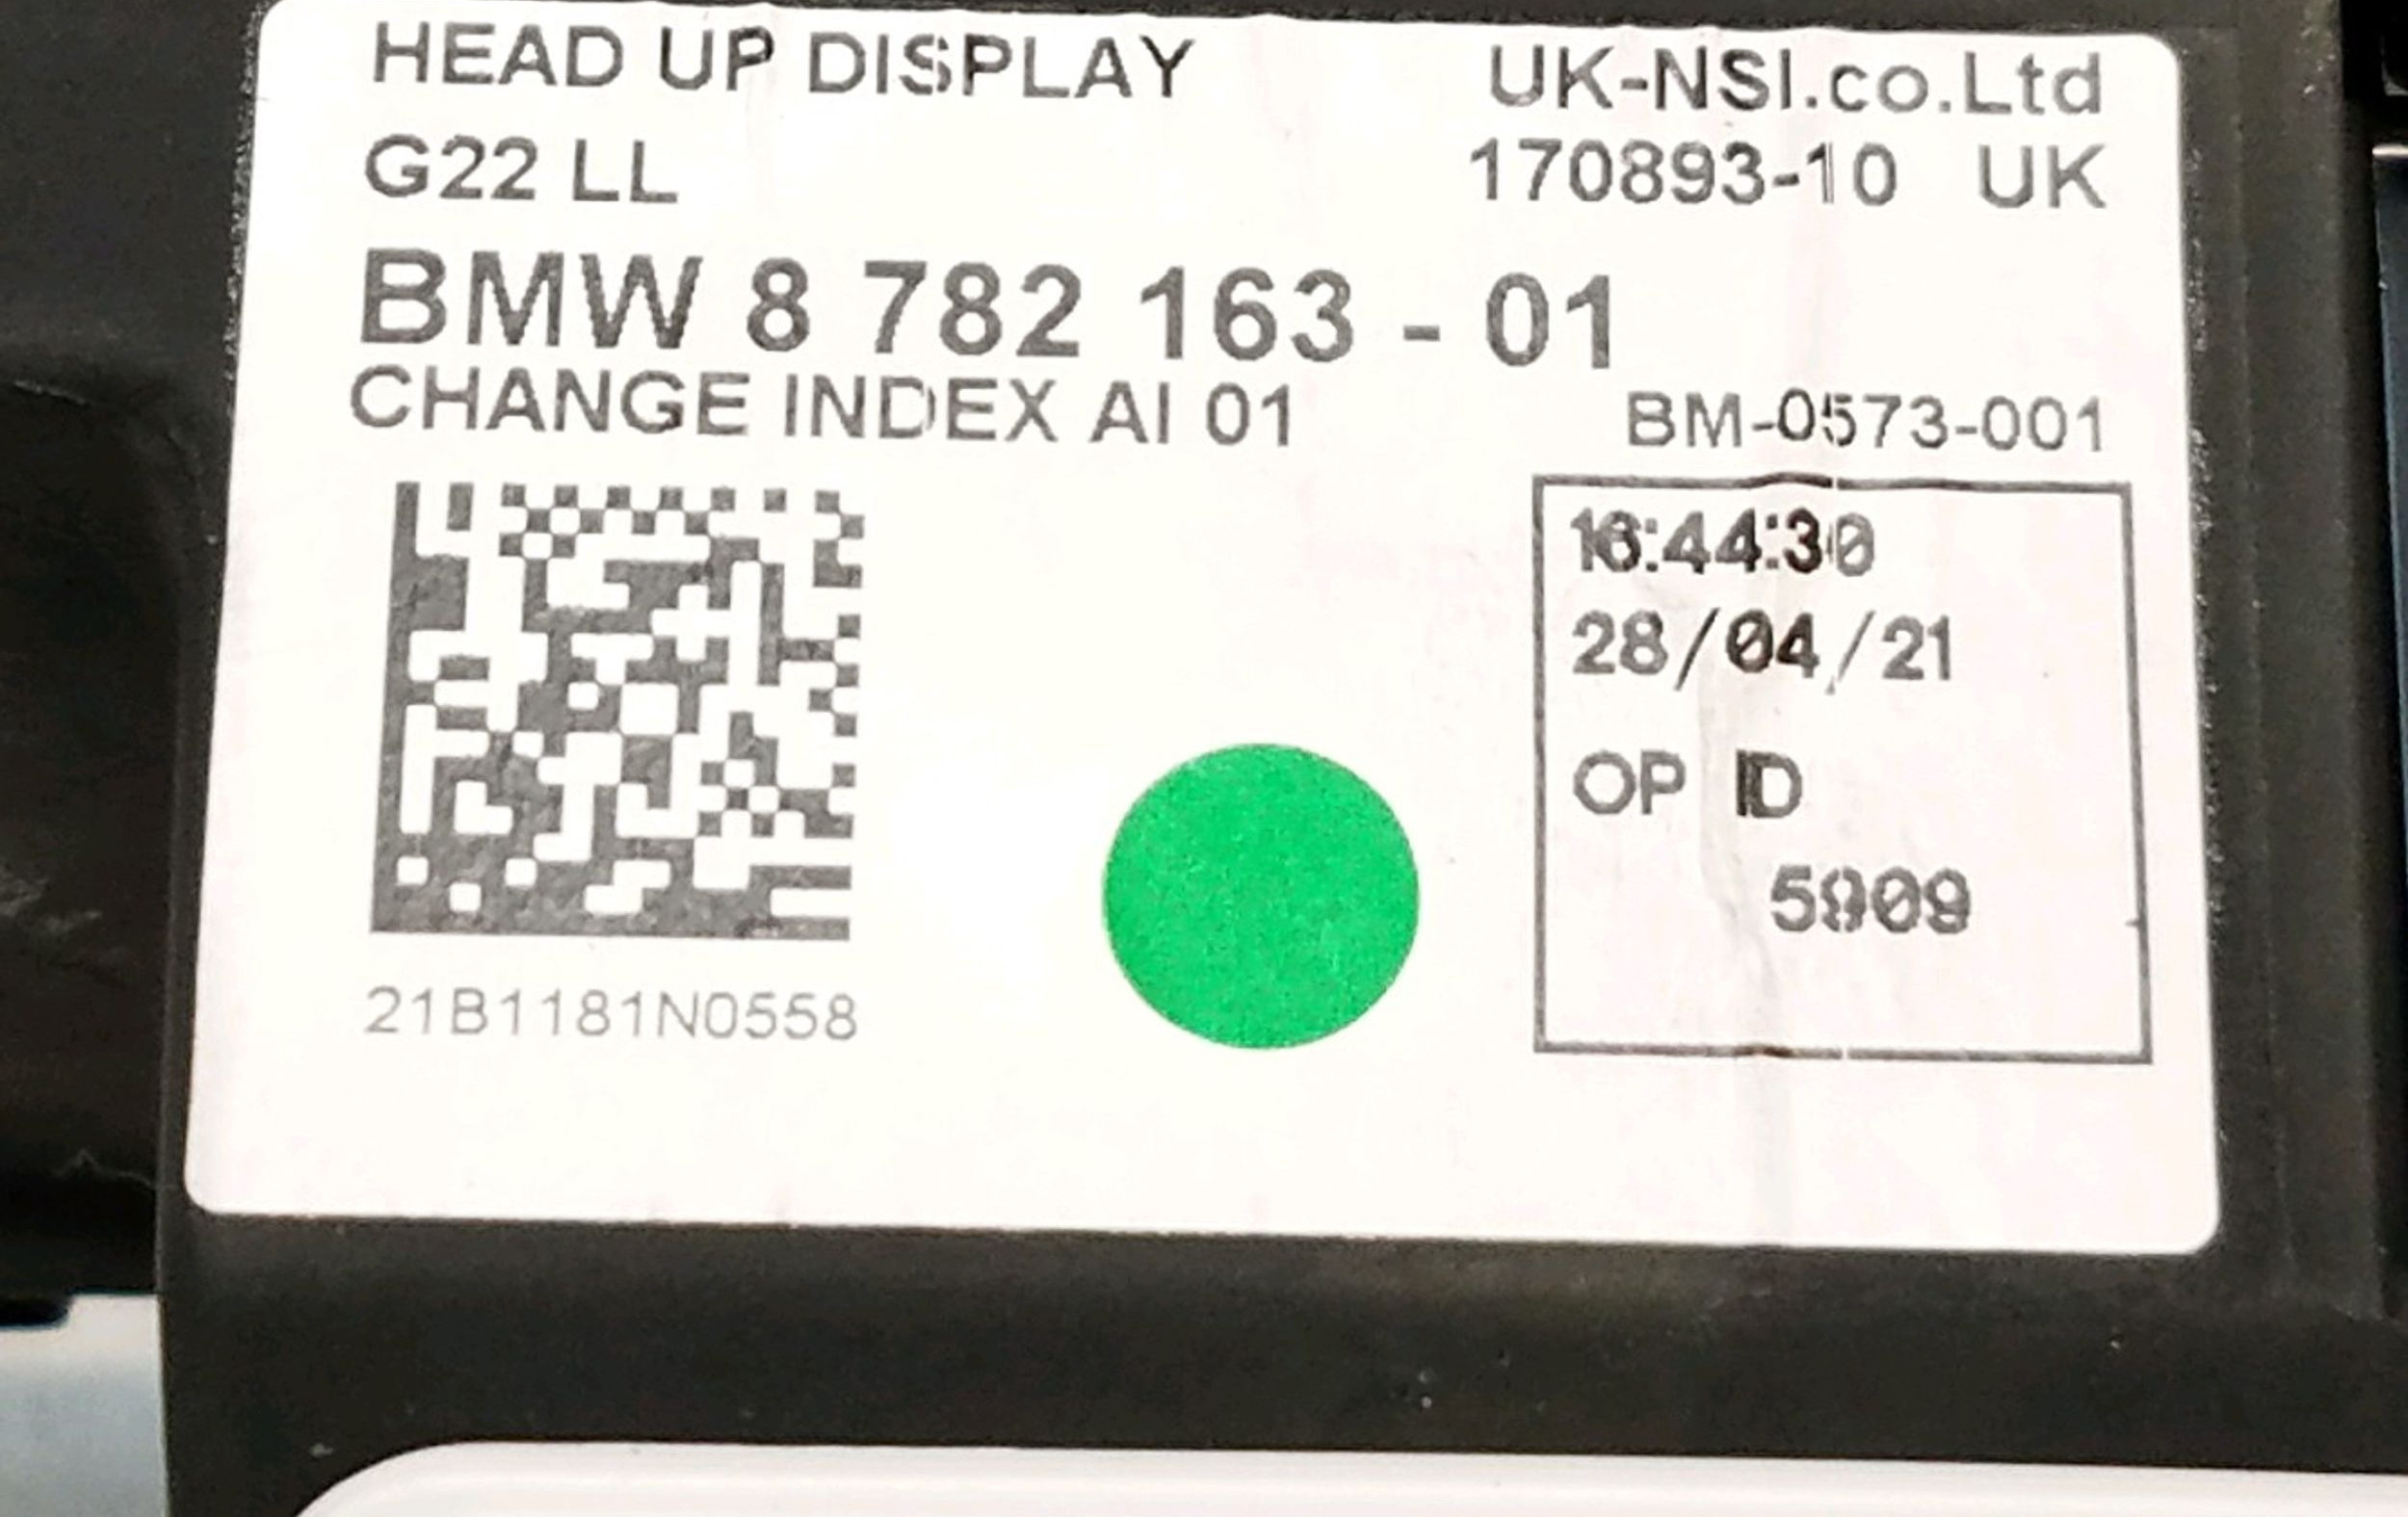 HEAD UP DISPLAY
UK-NSI.co.Ltd
G22 LL
170893-10 UK
BMW 8 782 163 - 01
CHANGE INDEX AI 01
BM-0573-001
16:44:30
28/04/21
OP ID
5909
21B1181N0558